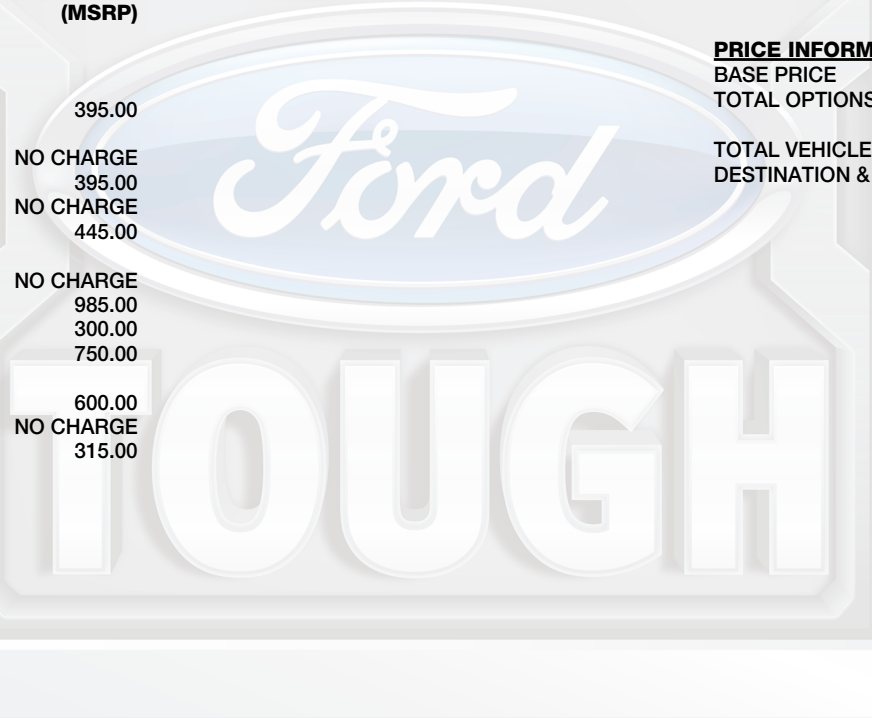 (MSRP)
395.00
NO CHARGE
395.00
NO CHARGE
445.00
NO CHARGE
985.00
300.00
750.00
600.00
NO CHARGE
315.00
PRICE INFORM
BASE PRICE
TOTAL OPTIONS
TOTAL VEHICLE
DESTINATION &
Ford
TOUGH